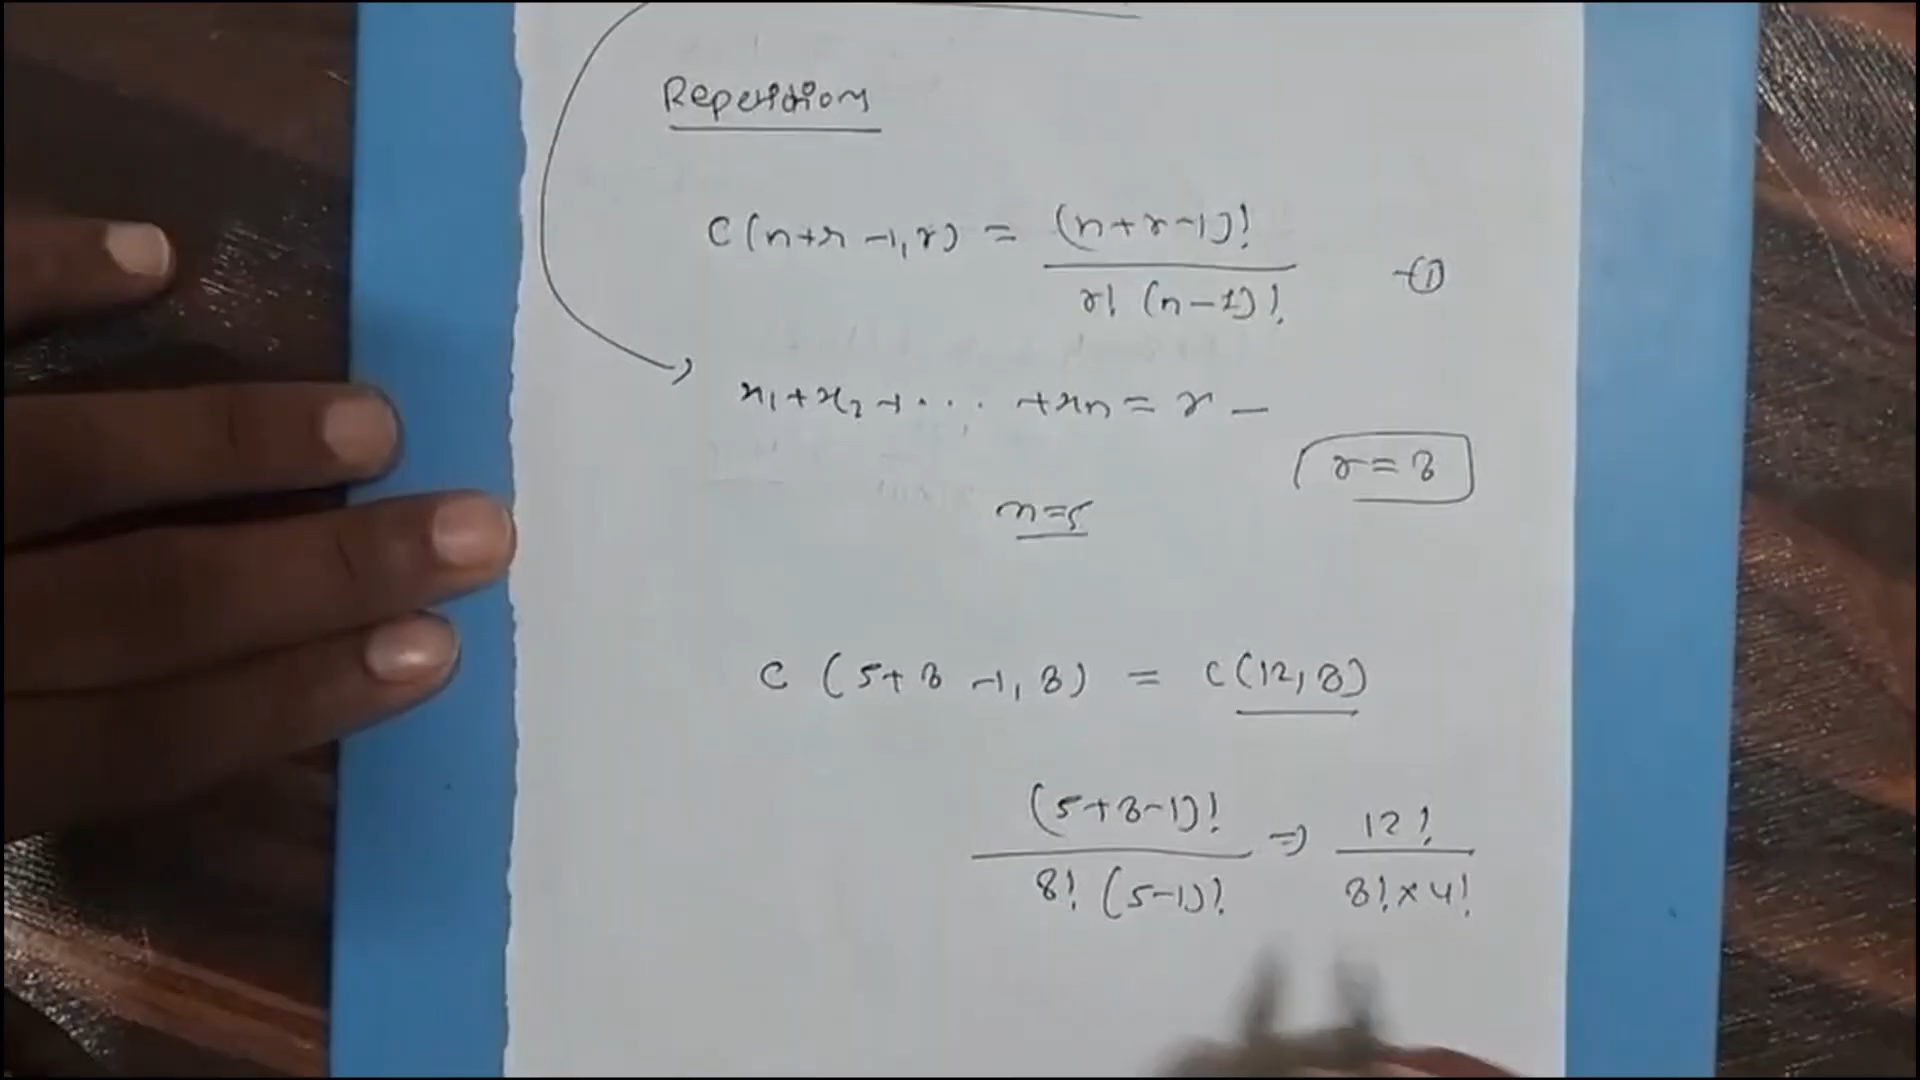 Repetitions
C(n+r-1,r) = (n+r-1)! / r! (n-1)! -①
x₁+x₂+... +xₙ = r -
r=8
n=5
C (5+8-1,8) = C(12,8)
(5+8-1)! / 8! (5-1)! ⇒ 12! / 8!×4!